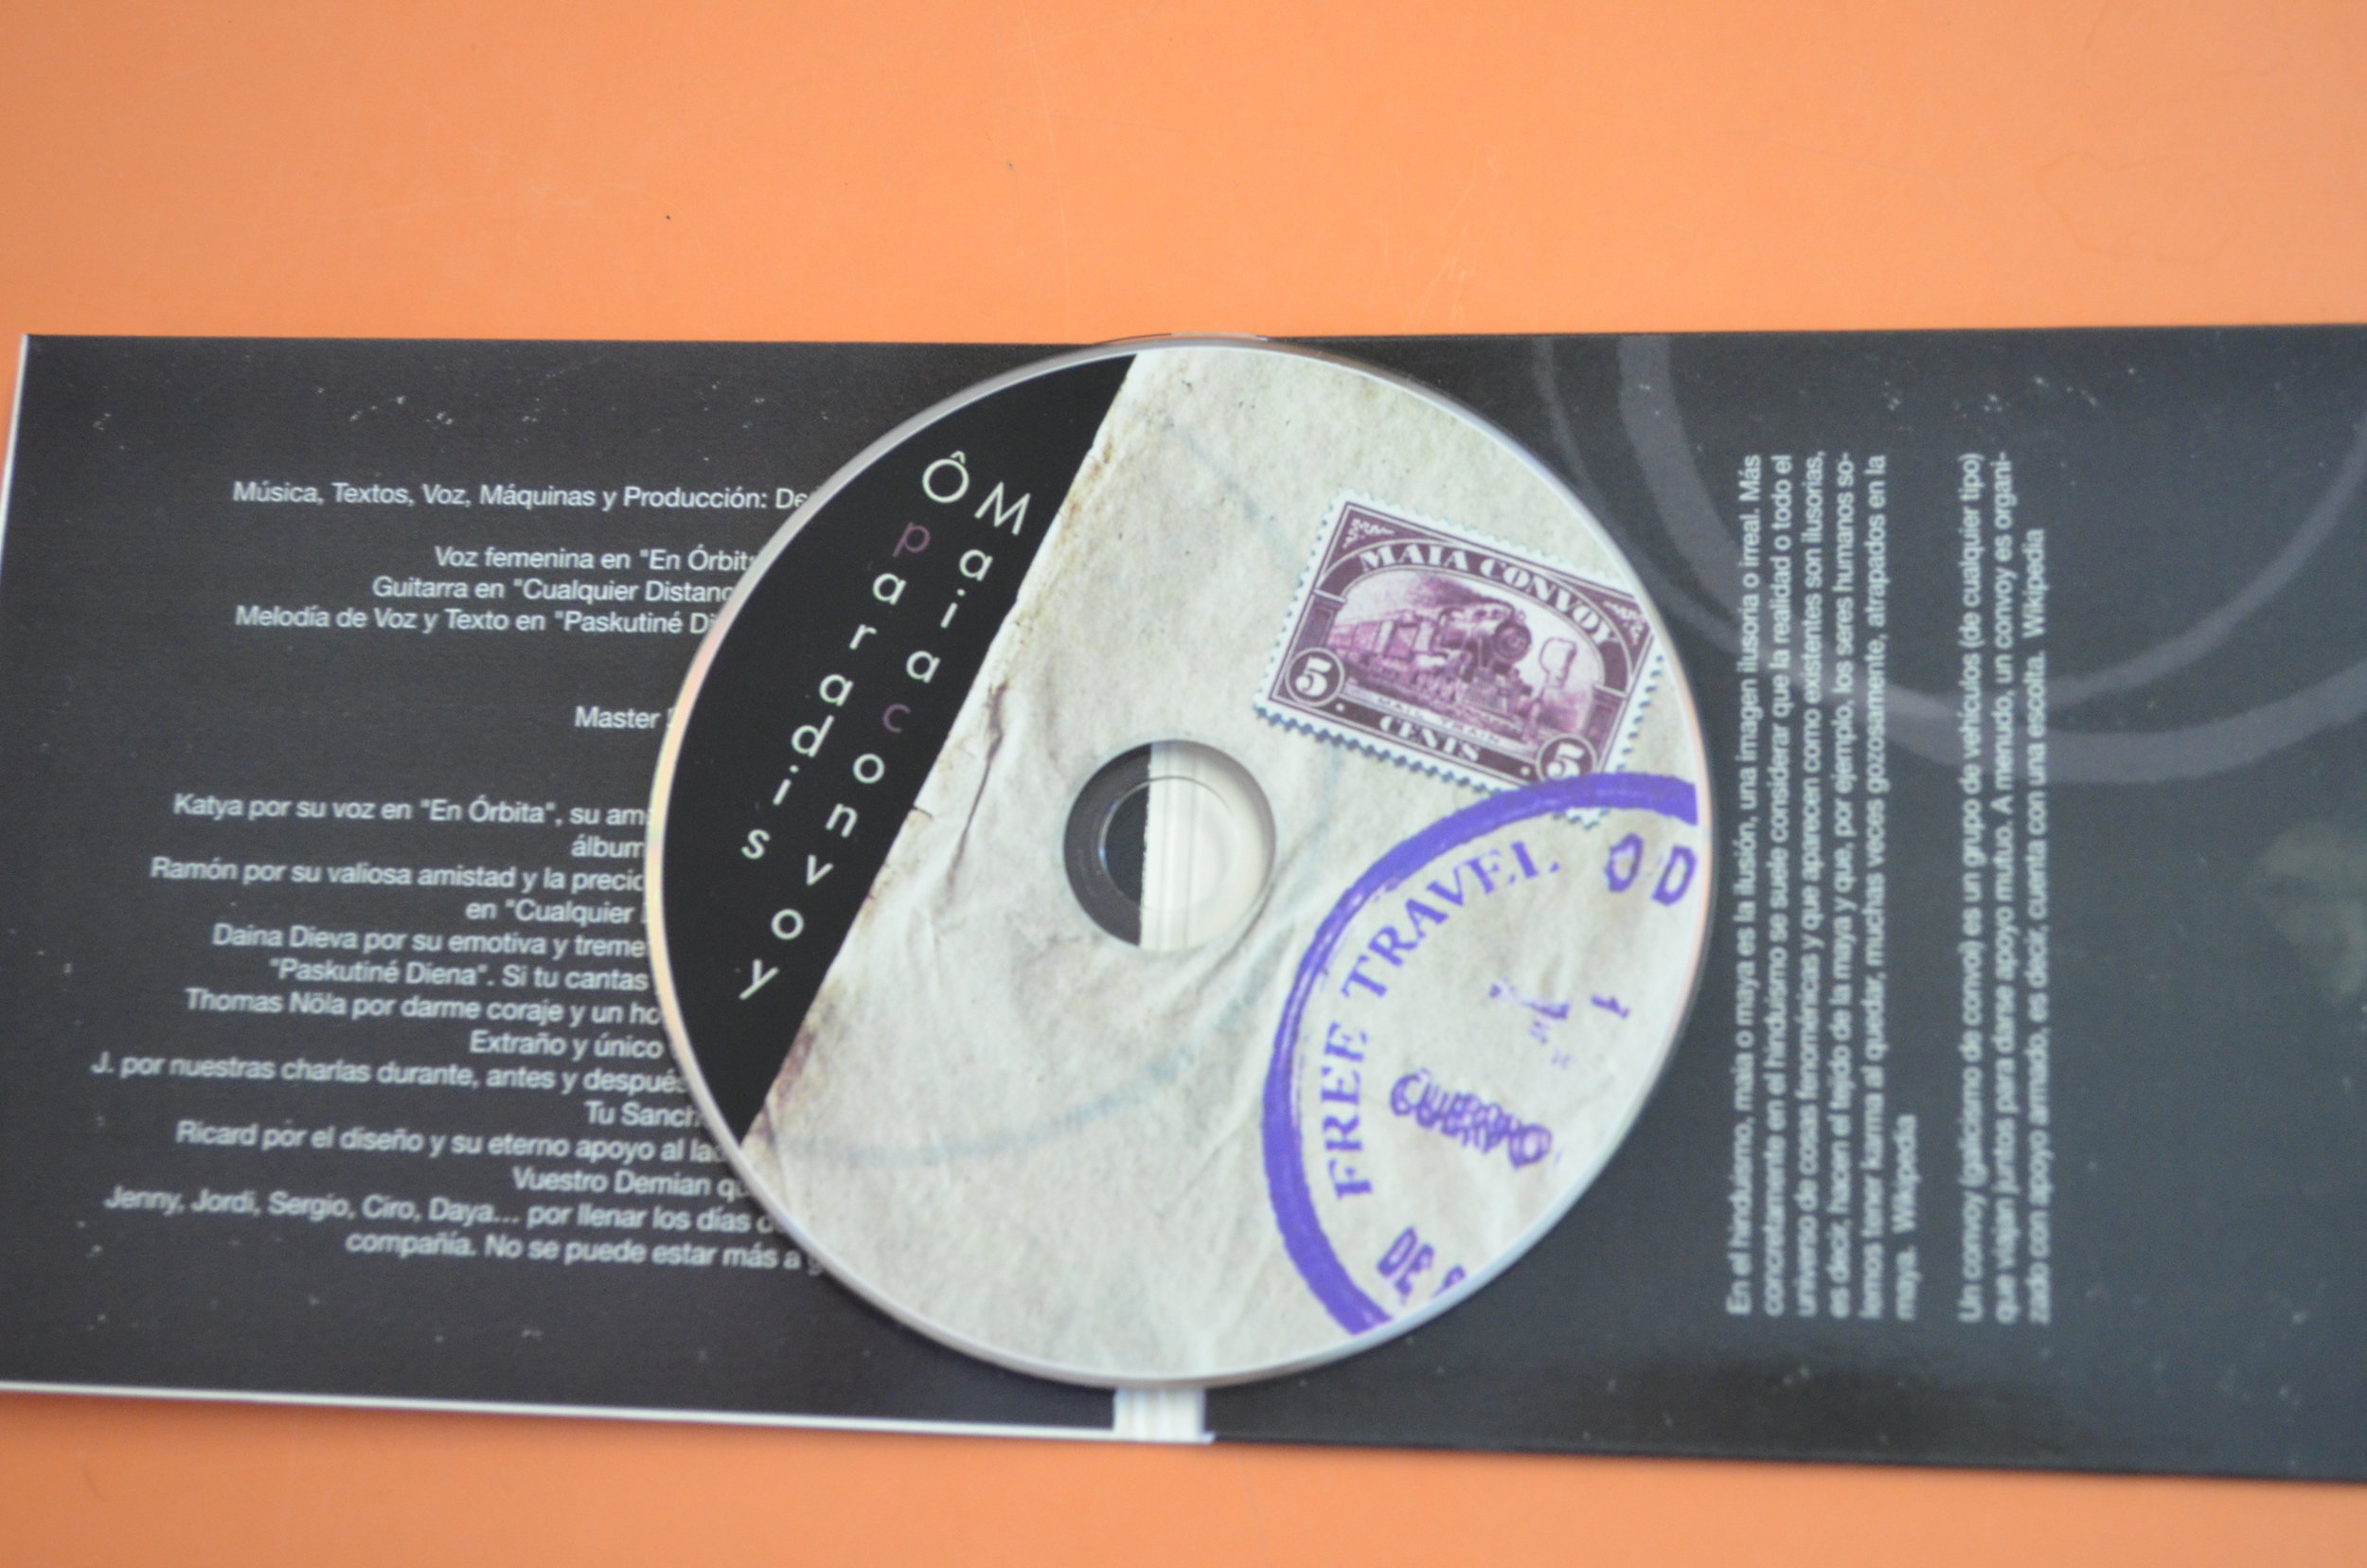 Música, Textos, Voz, Máquinas y Producción: De
Voz femenina en "En Órbit
Guitarra en "Cualquier Distanc
Melodía de Voz y Texto en "Paskutiné Di
Master
Katya por su voz en "En Órbita", su am
álbum
Ramón por su valiosa amistad y la precio
en "Cualquier
Daina Dieva por su emotiva y treme
"Paskutiné Diena". Si tu cantas
Thomas Nöla por darme coraje y un ho
Extraño y único
J. por nuestras charlas durante, antes y después
Tu Sanch
Ricard por el diseño y su eterno apoyo al lad
Vuestro Demian qu
Jenny, Jordi, Sergio, Ciro, Daya... por llenar los días d
compañía. No se puede estar más a g
Ô paradis
Maia convoy
MAIA CONVOY
5 CENTS 5
FREE TRAVEL
OD
DE
1
En el hinduismo, maia o maya es la ilusión, una imagen ilusoria o irreal. Más
concretamente en el hinduismo se suele considerar que la realidad o todo el
universo de cosas fenoménicas y que aparecen como existentes son ilusorias,
es decir, hacen el tejido de la maya y que, por ejemplo, los seres humanos so-
lemos tener karma al quedar, muchas veces gozosamente, atrapados en la
maya. Wikipedia
Un convoy (galicismo de convoi) es un grupo de vehículos (de cualquier tipo)
que viajan juntos para darse apoyo mutuo. A menudo, un convoy es organi-
zado con apoyo armado, es decir, cuenta con una escolta. Wikipedia